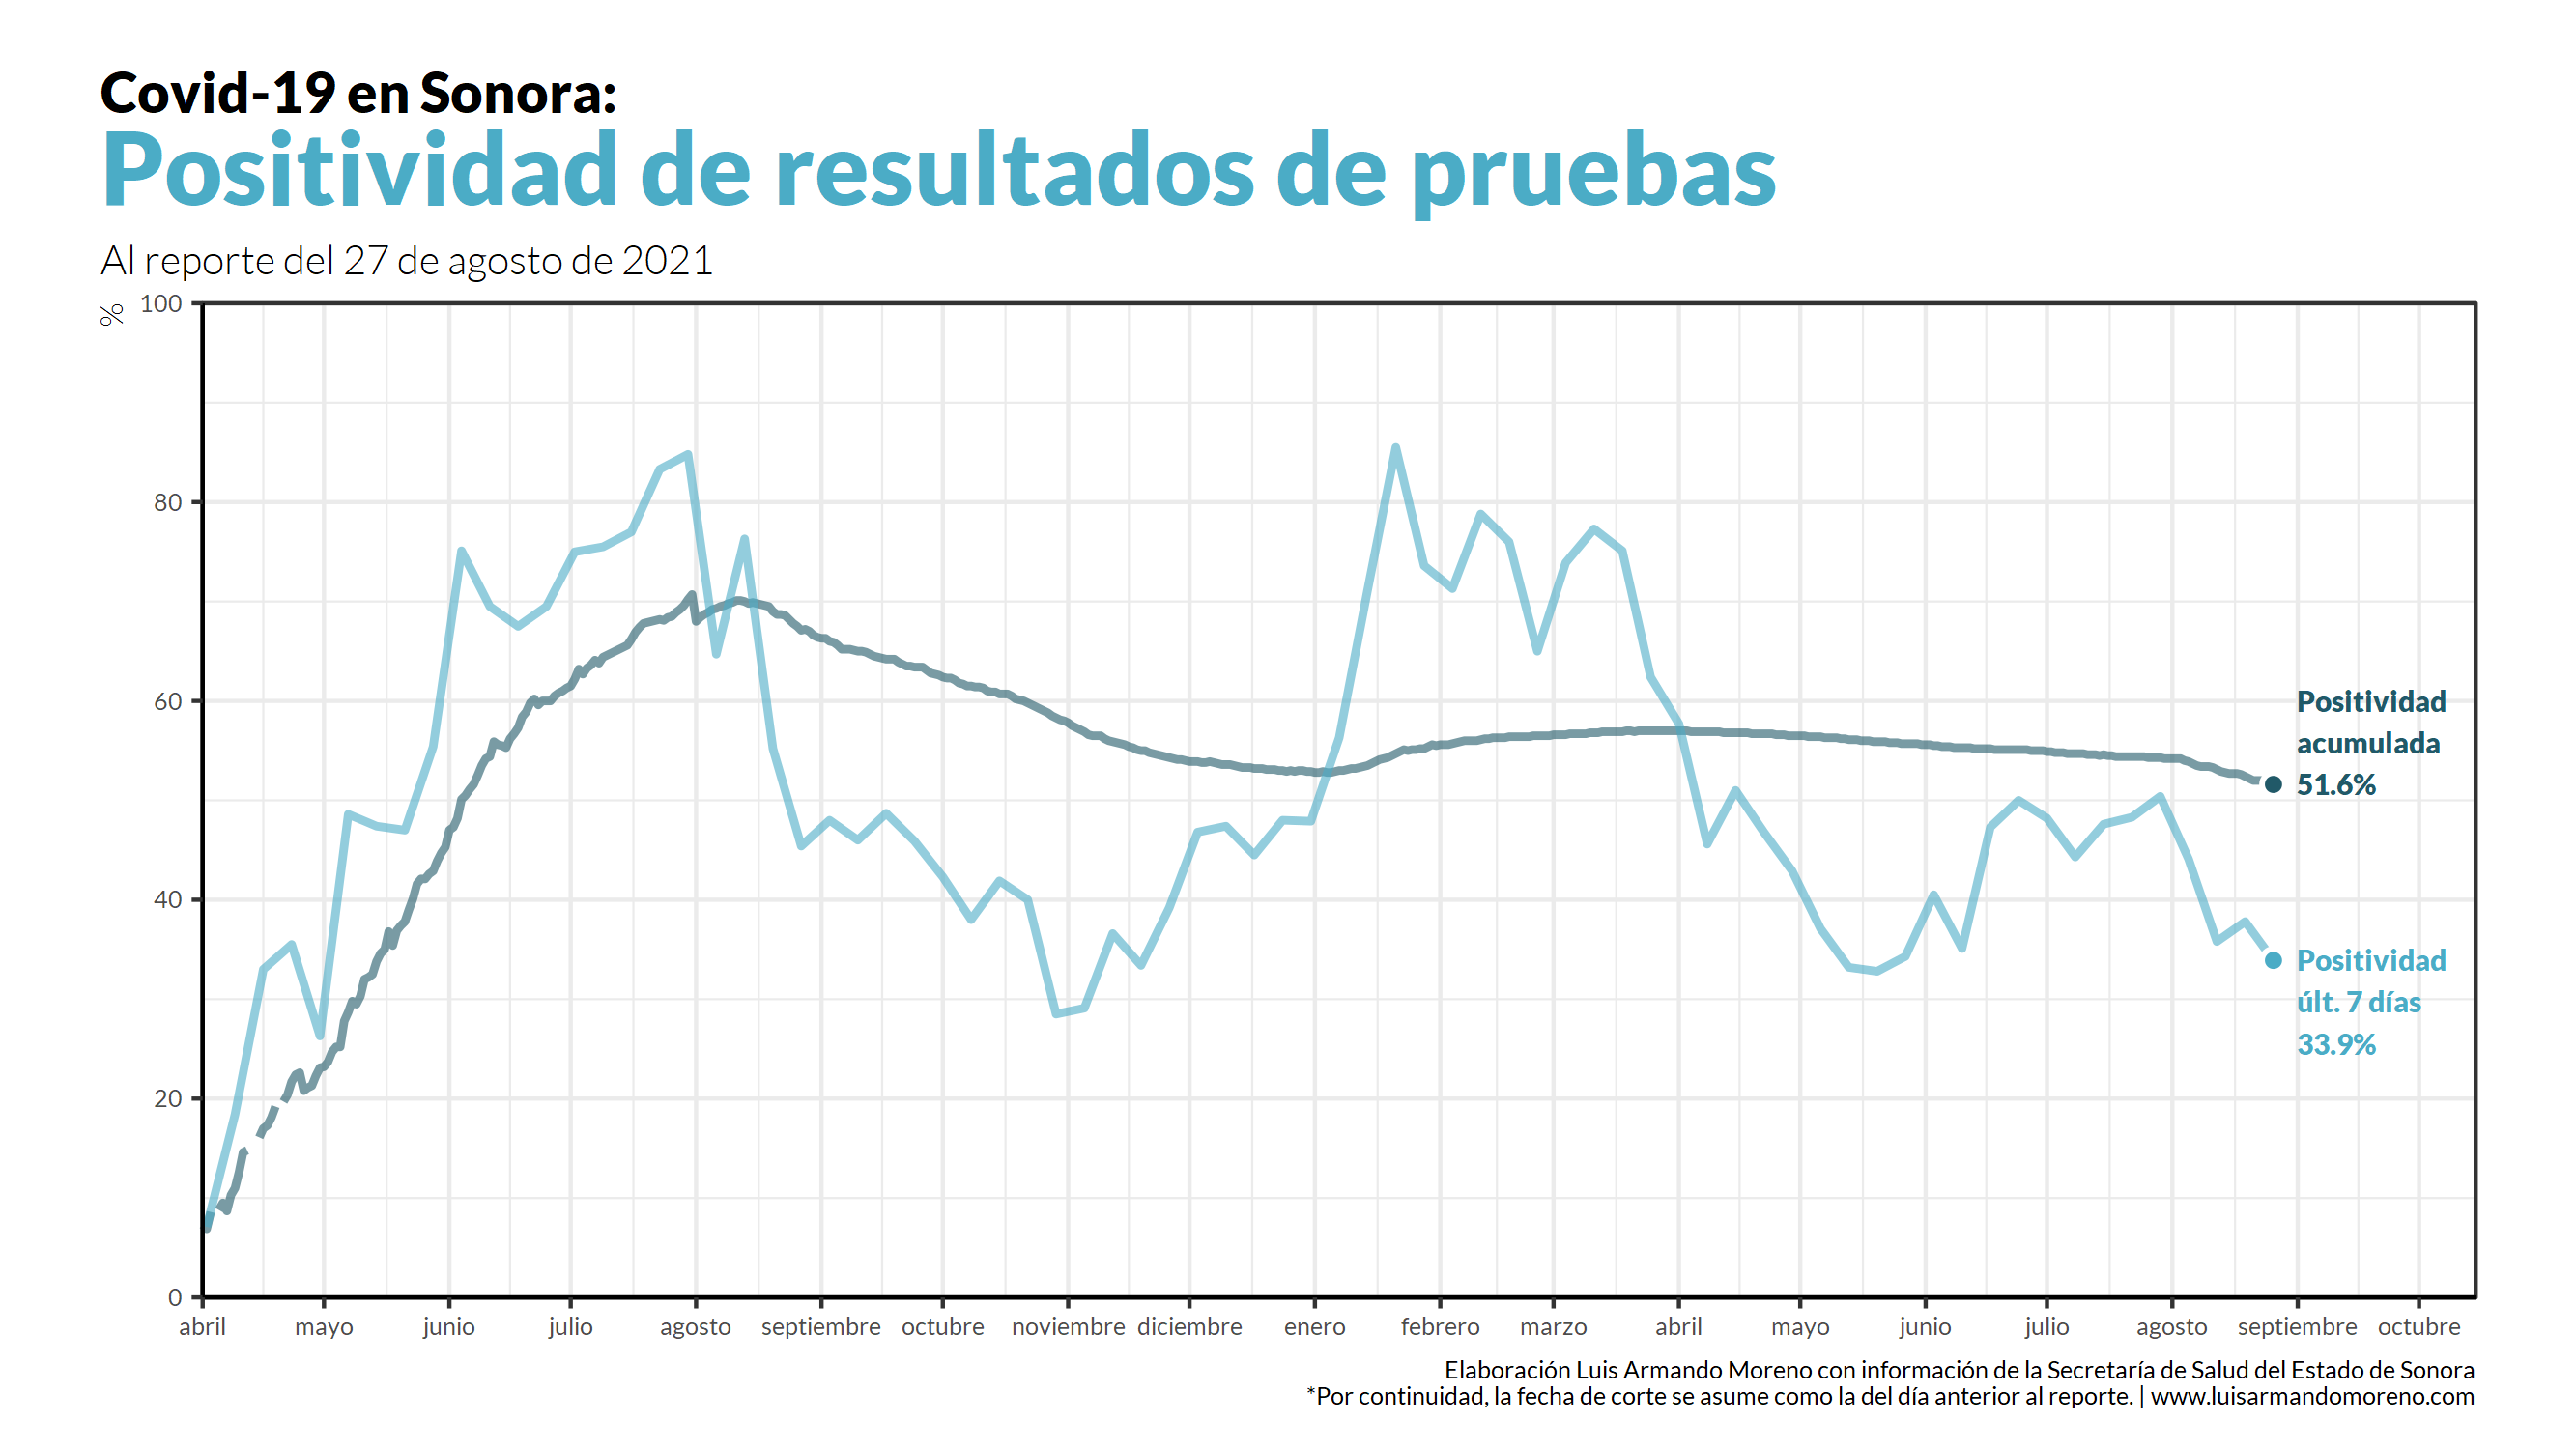 Covid-19 en Sonora:
Positividad de resultados de pruebas
Al reporte del 27 de agosto de 2021
%
100
80
60
40
20
0
Positividad
acumulada
51.6%
Positividad
últ. 7 días
33.9%
abril mayo junio julio agosto septiembre octubre noviembre diciembre enero febrero marzo abril mayo junio julio agosto septiembre octubre
Elaboración Luis Armando Moreno con información de la Secretaría de Salud del Estado de Sonora
*Por continuidad, la fecha de corte se asume como la del día anterior al reporte. | www.luisarmandomoreno.com